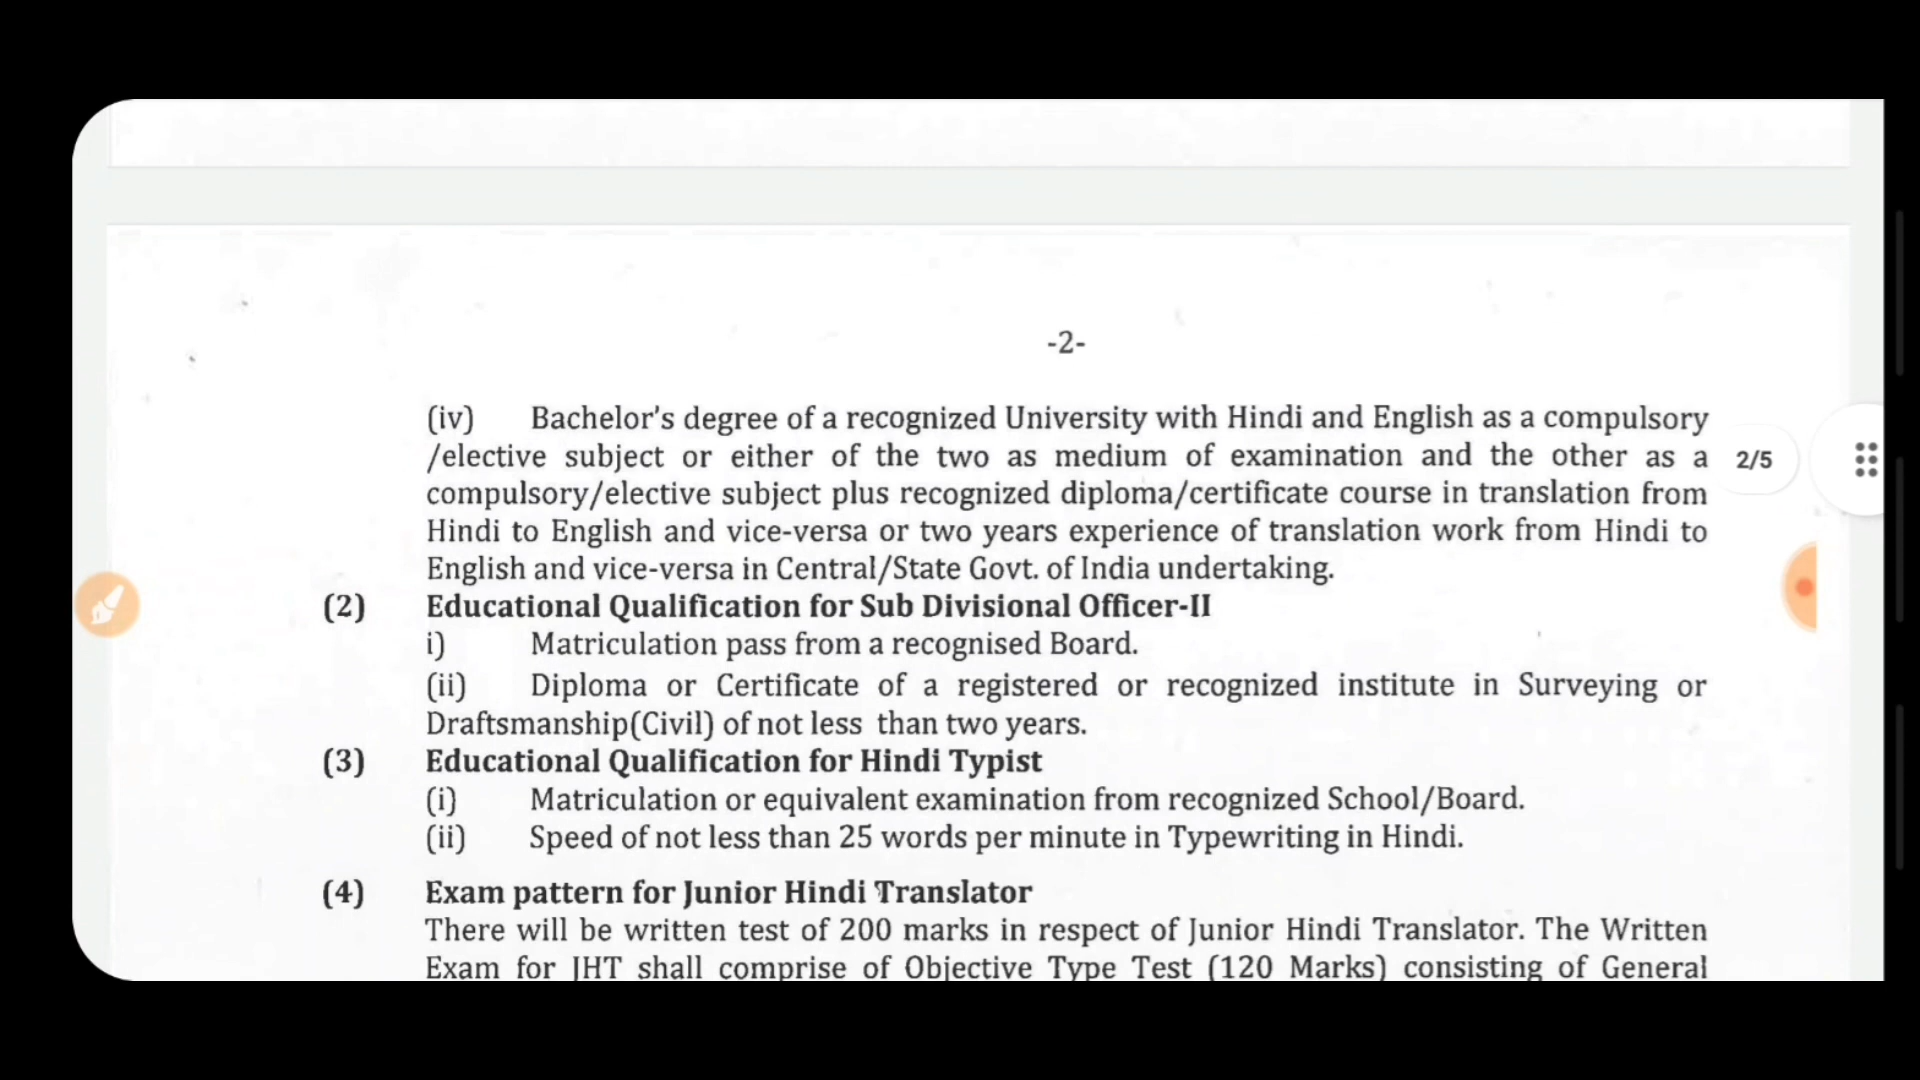 -2-
(iv) Bachelor's degree of a recognized University with Hindi and English as a compulsory
/elective subject or either of the two as medium of examination and the other as a
compulsory/elective subject plus recognized diploma/certificate course in translation from
Hindi to English and vice-versa or two years experience of translation work from Hindi to
English and vice-versa in Central/State Govt. of India undertaking.
(2) Educational Qualification for Sub Divisional Officer-II
i) Matriculation pass from a recognised Board.
(ii) Diploma or Certificate of a registered or recognized institute in Surveying or
Draftsmanship(Civil) of not less than two years.
(3) Educational Qualification for Hindi Typist
(i) Matriculation or equivalent examination from recognized School/Board.
(ii) Speed of not less than 25 words per minute in Typewriting in Hindi.
(4) Exam pattern for Junior Hindi Translator
There will be written test of 200 marks in respect of Junior Hindi Translator. The Written
Exam for JHT shall comprise of Objective Type Test (120 Marks) consisting of General
2/5